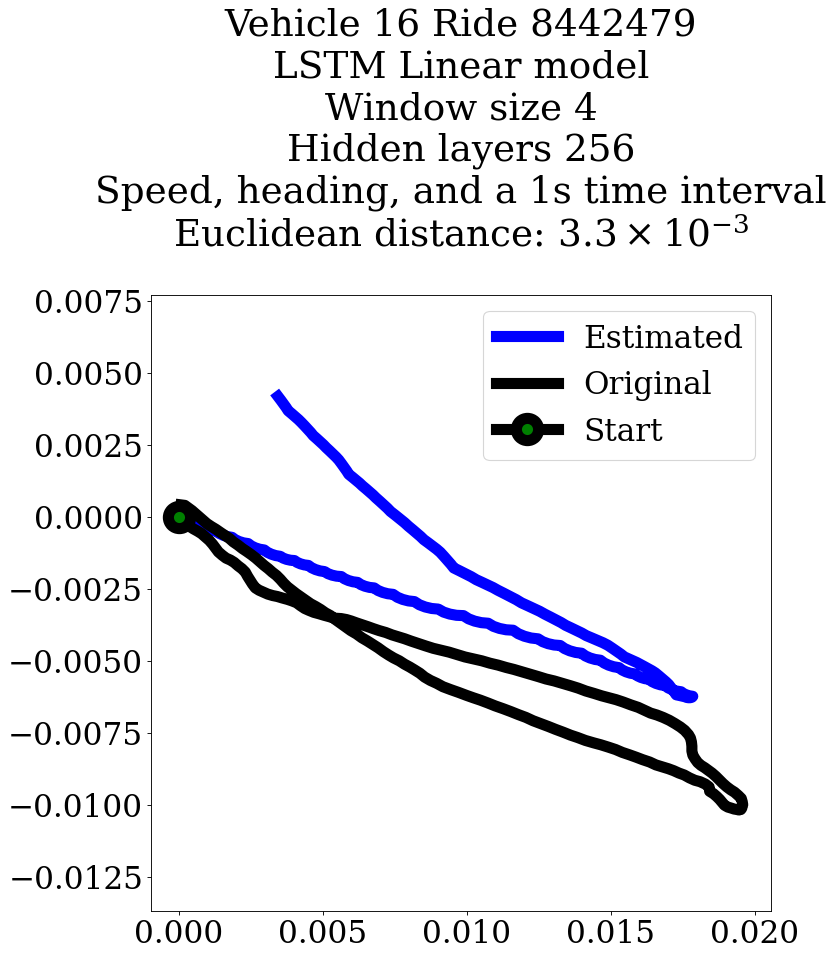 Vehicle 16 Ride 8442479
LSTM Linear model
Window size 4
Hidden layers 256
Speed, heading, and a 1s time interval
Euclidean distance: 3.3 × 10⁻³
0.0075
0.0050
0.0025
0.0000
−0.0025
−0.0050
−0.0075
−0.0100
−0.0125
Estimated
Original
Start
0.000 0.005 0.010 0.015 0.020